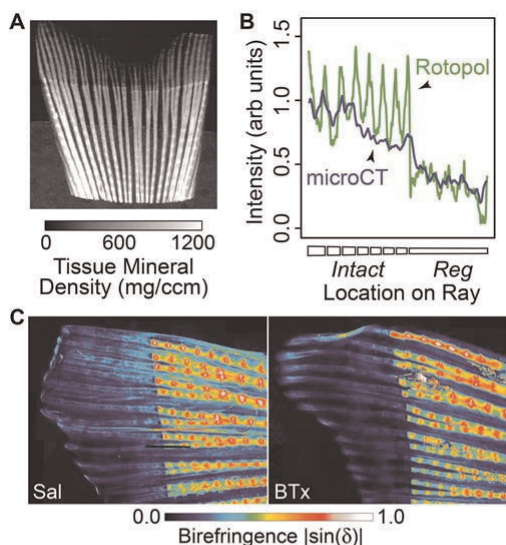 A
0
600
1200
Tissue Mineral
Density (mg/ccm)
B
Intensity (arb units)
1.5
1.0
0.5
0.0
Rotopol
microCT
Intact
Reg
Location on Ray
C
Sal
BTx
0.0
1.0
Birefringence |sin(δ)|